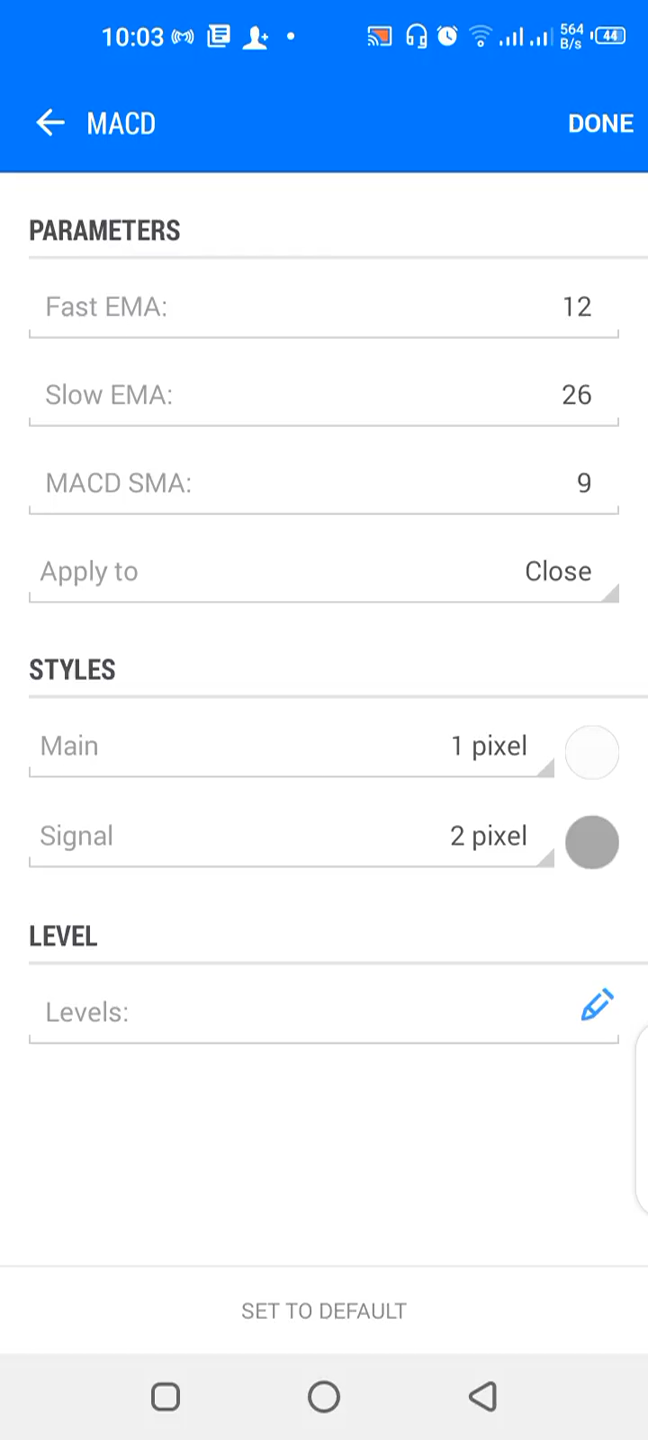 10:03 564 B/s 44
MACD DONE
PARAMETERS
Fast EMA: 12
Slow EMA: 26
MACD SMA: 9
Apply to Close
STYLES
Main 1 pixel
Signal 2 pixel
LEVEL
Levels:
SET TO DEFAULT